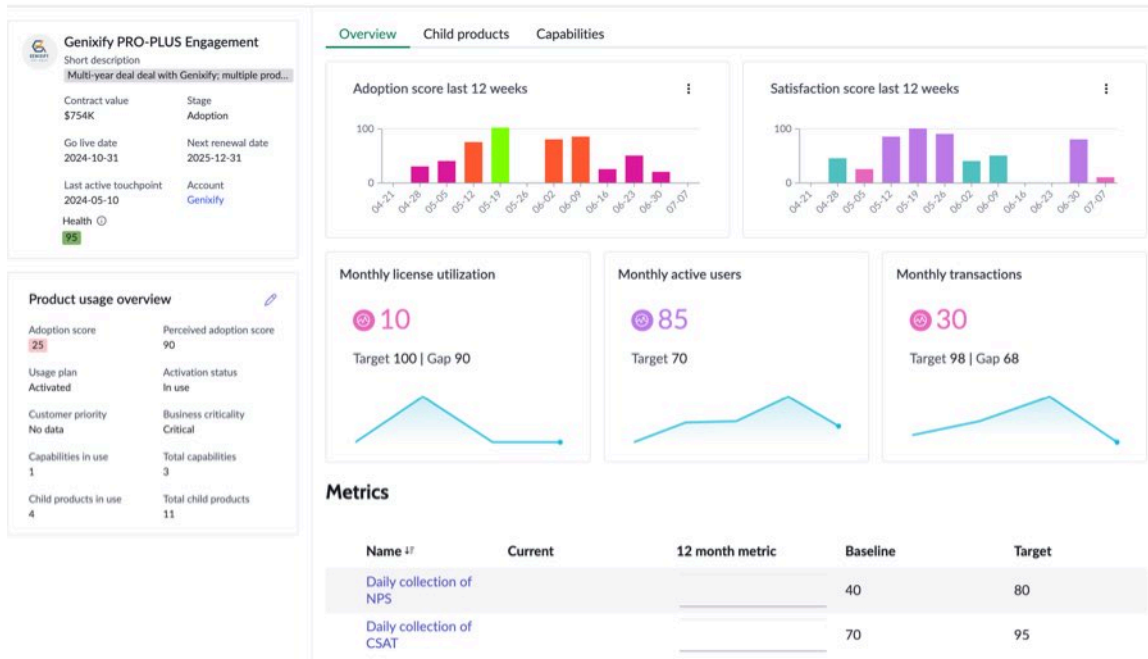 Overview Child products Capabilities
GENIXIFY
Genixify PRO-PLUS Engagement
Short description
Multi-year deal deal with Genixify; multiple prod...
Contract value Stage
$754K Adoption
Go live date Next renewal date
2024-10-31 2025-12-31
Last active touchpoint Account
2024-05-10 Genixify
Health
95
Product usage overview
Adoption score Perceived adoption score
25 90
Usage plan Activation status
Activated In use
Customer priority Business criticality
No data Critical
Capabilities in use Total capabilities
1 3
Child products in use Total child products
4 11
Adoption score last 12 weeks
100
0
04-21 04-28 05-05 05-12 05-19 05-26 06-02 06-09 06-16 06-23 06-30 07-07
Satisfaction score last 12 weeks
100
0
04-21 04-28 05-05 05-12 05-19 05-26 06-02 06-09 06-16 06-23 06-30 07-07
Monthly license utilization
10
Target 100 | Gap 90
Monthly active users
85
Target 70
Monthly transactions
30
Target 98 | Gap 68
Metrics
Name Current 12 month metric Baseline Target
Daily collection of
NPS
40 80
Daily collection of
CSAT
70 95